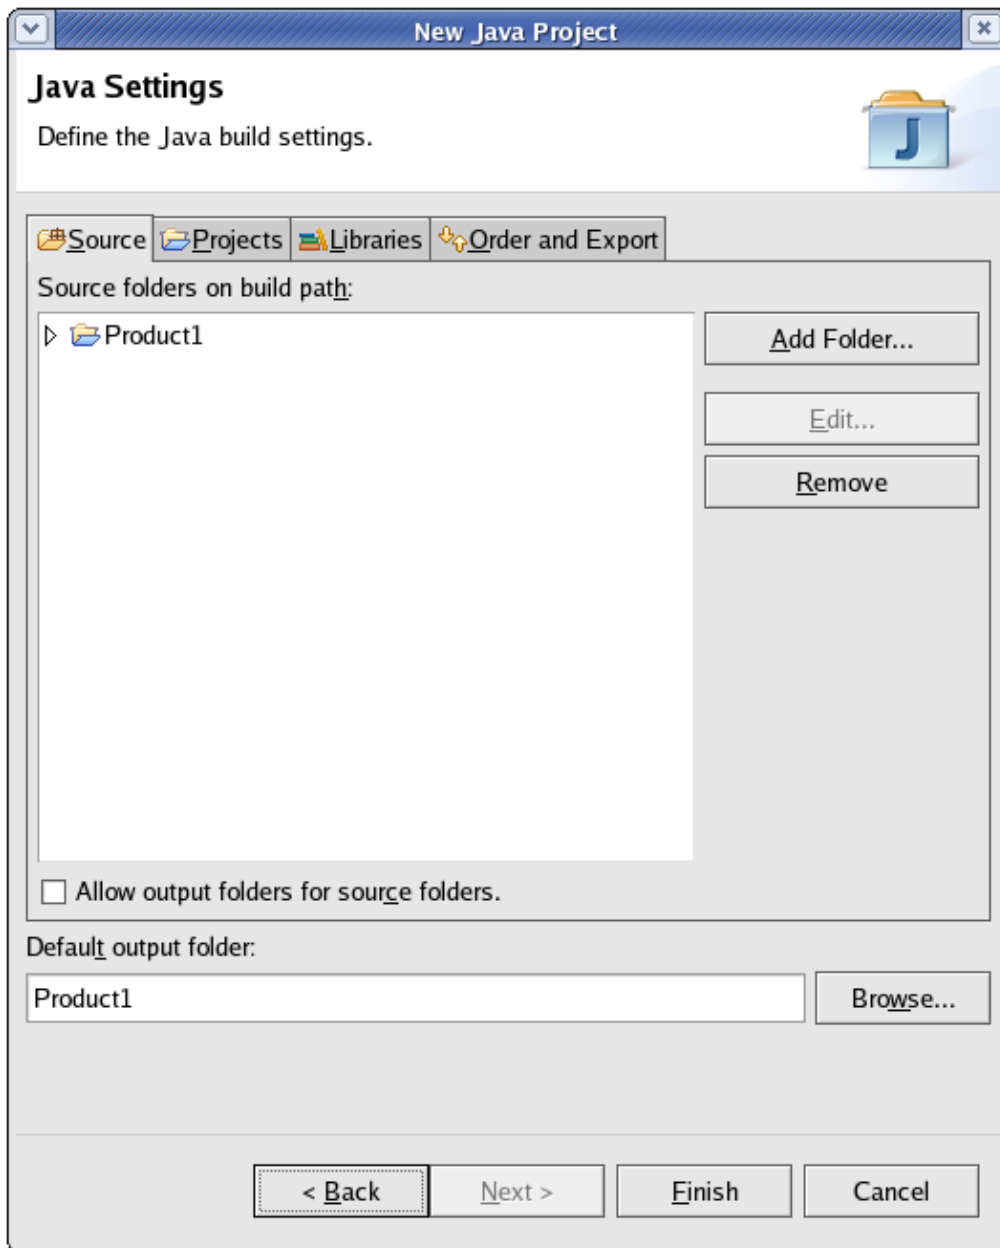 New Java Project
Java Settings
Define the Java build settings.
J
Source Projects Libraries Order and Export
Source folders on build path:
Product1
Add Folder...
Edit...
Remove
Allow output folders for source folders.
Default output folder:
Product1
Browse...
< Back Next > Finish Cancel